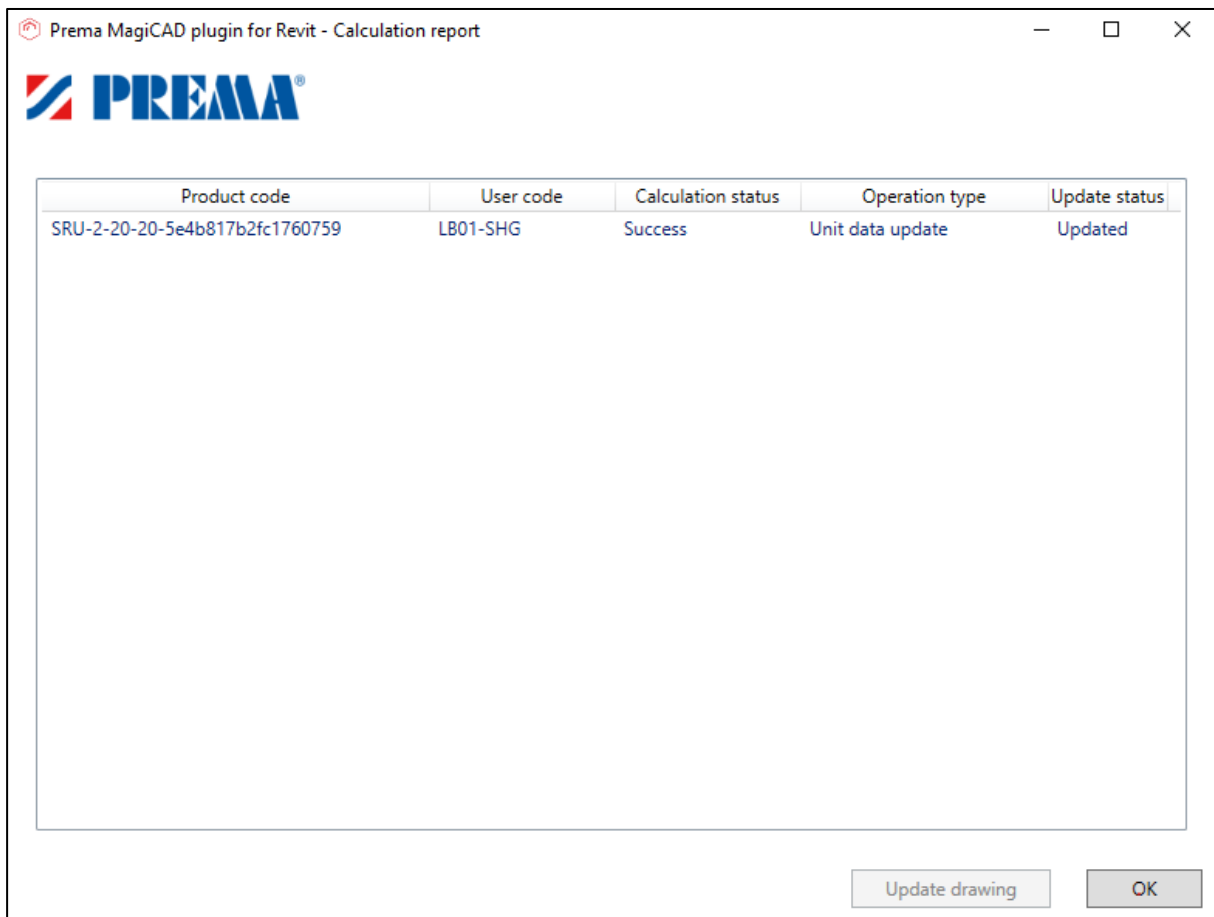 Prema MagiCAD plugin for Revit - Calculation report
PREMA®
Product code User code Calculation status Operation type Update status
SRU-2-20-20-5e4b817b2fc1760759 LB01-SHG Success Unit data update Updated
Update drawing OK